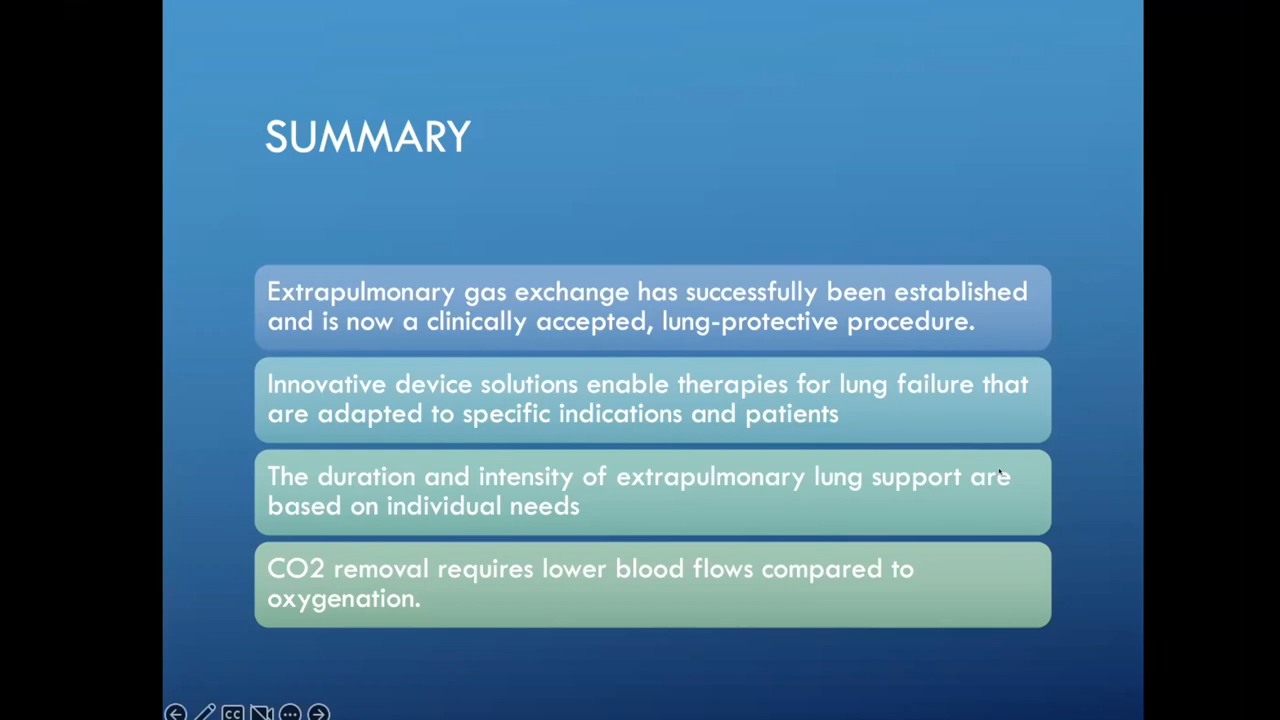 SUMMARY
Extrapulmonary gas exchange has successfully been established
and is now a clinically accepted, lung-protective procedure.
Innovative device solutions enable therapies for lung failure that
are adapted to specific indications and patients
The duration and intensity of extrapulmonary lung support are
based on individual needs
CO2 removal requires lower blood flows compared to
oxygenation.
CC